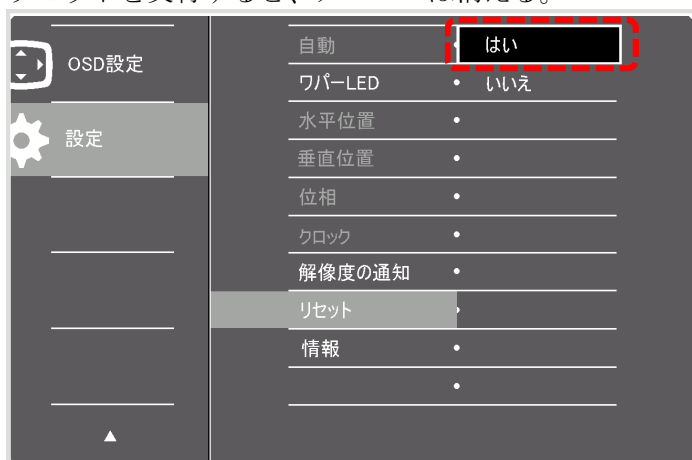 OSD設定
設定
自動
ワパーLED
水平位置
垂直位置
位相
クロック
解像度の通知
リセット
情報
はい
いいえ